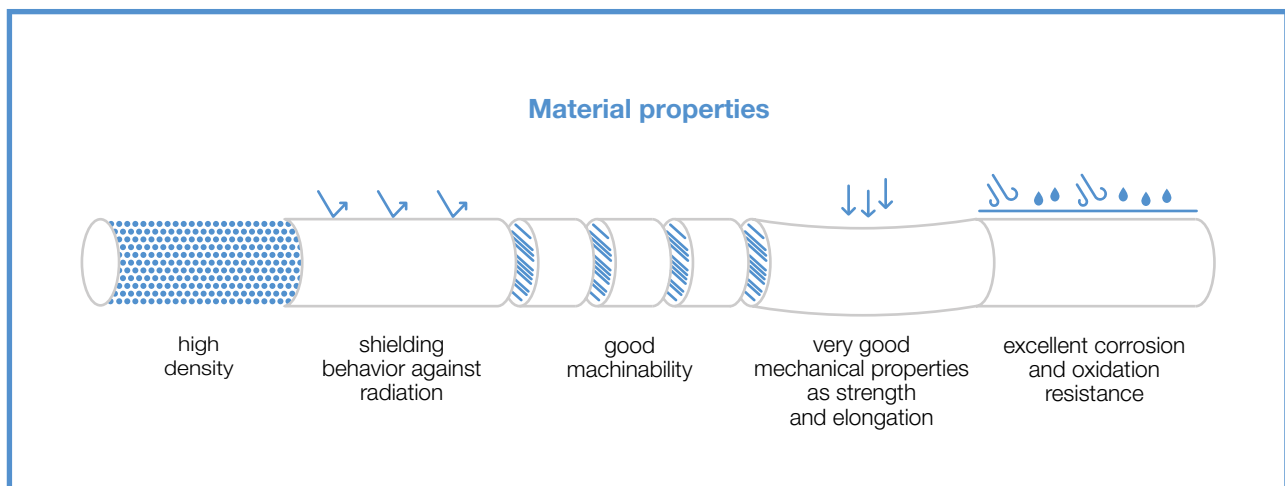 Material properties
high
density
shielding
behavior against
radiation
good
machinability
very good
mechanical properties
as strength
and elongation
excellent corrosion
and oxidation
resistance